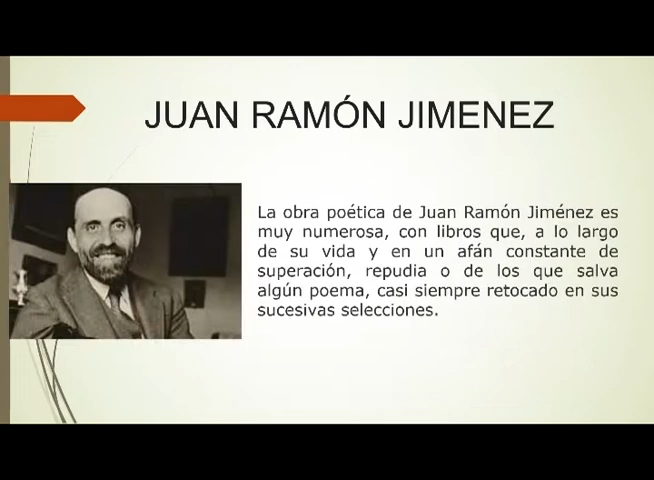 JUAN RAMÓN JIMENEZ
La obra poética de Juan Ramón Jiménez es
muy numerosa, con libros que, a lo largo
de su vida y en un afán constante de
superación, repudia o de los que salva
algún poema, casi siempre retocado en sus
sucesivas selecciones.